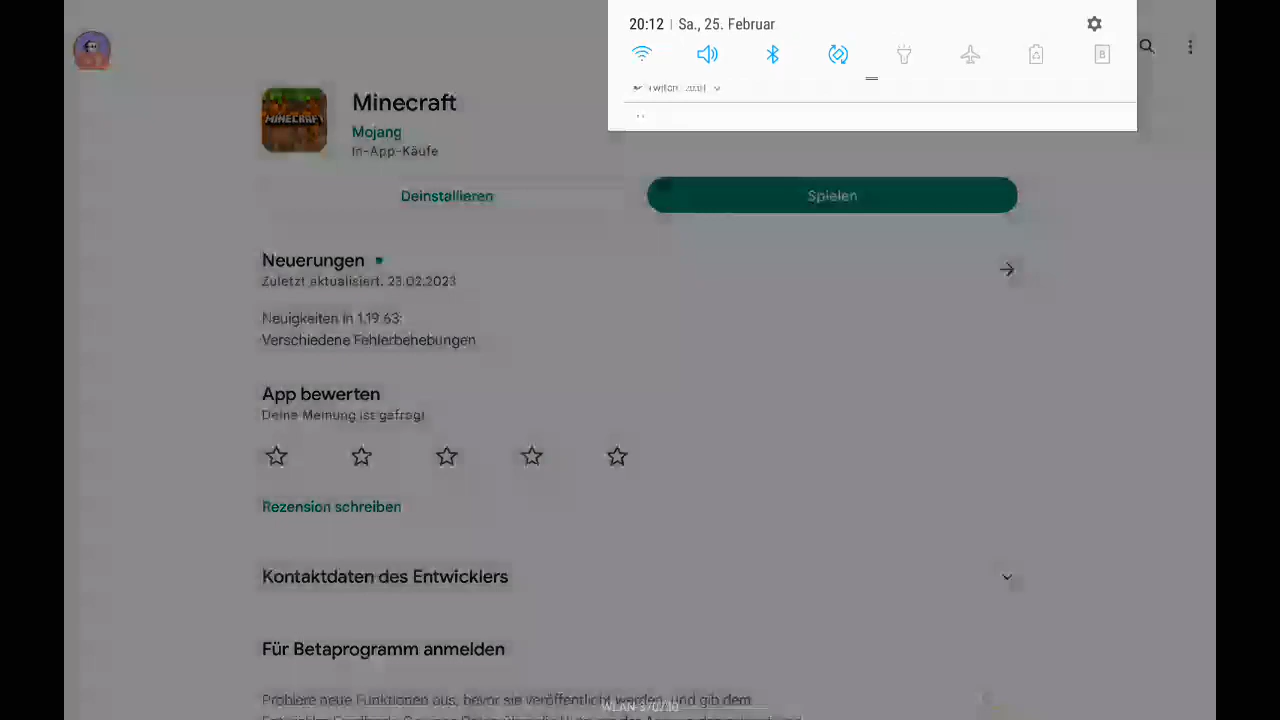 20:12 | Sa., 25. Februar
B
Minecraft
MINECRAFT
Mojang
In-App-Käufe
Deinstallieren
Spielen
Neuerungen
Zuletzt aktualisiert. 23.02.2023
Neuigkeiten in 1.19 63:
Verschiedene Fehlerbehebungen
App bewerten
Deine Meinung ist gefragt
Rezension schreiben
Kontaktdaten des Entwicklers
Für Betaprogramm anmelden
Probiere neue Funktionen aus, bevor sie veröffentlicht werden, und gib dem